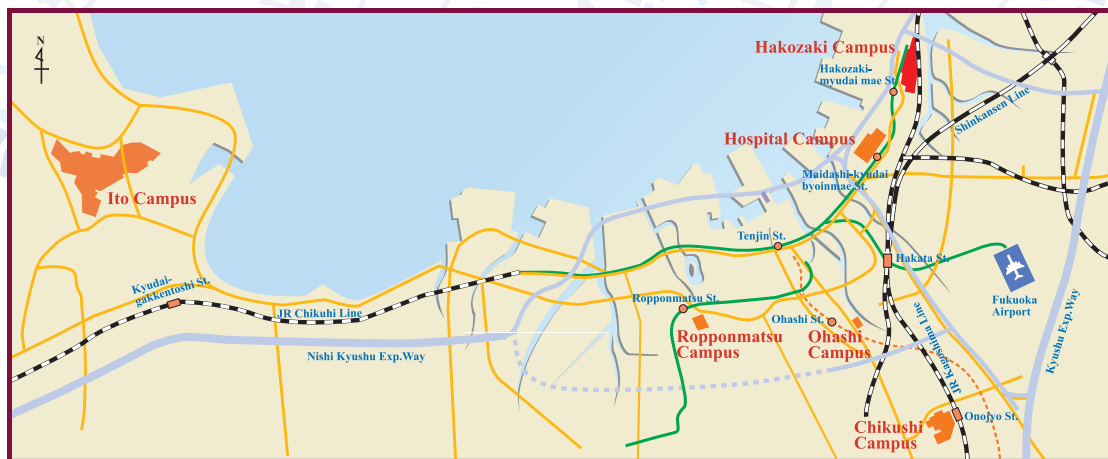 N
Hakozaki Campus
Hakozaki-
myudai mae St.
Shinkansen Line
Hospital Campus
Maidashi-kyudai
byoinmae St.
Ito Campus
Tenjin St.
Hakata St.
Kyudai-
gakkentoshi St.
Fukuoka
Airport
JR Chikuhi Line
Ropponmatsu St.
Ohashi St.
Ropponmatsu
Campus
Ohashi
Campus
Nishi Kyushu Exp.Way
JR Kagoshima Line
Kyushu Exp.Way
Chikushi
Campus
Onojyo St.